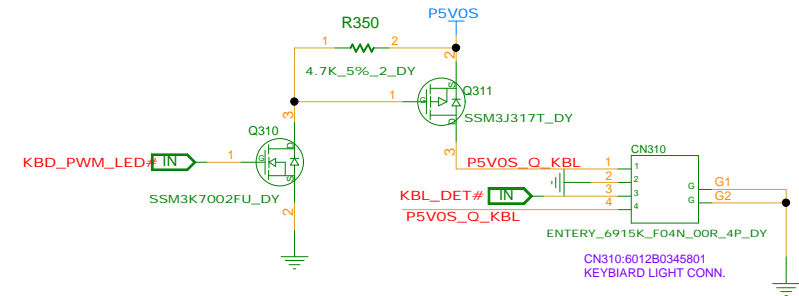 P5V0S
R350
1 2
4.7K_5%_2_DY
2
S
Q311
1 G
D
SSM3J317T_DY
3
3
Q310
D
KBD_PWM_LED# IN 1 G
S
SSM3K7002FU_DY
2
CN310
P5V0S_Q_KBL 1 1
2 2
KBL_DET# IN 3 3
4 4
P5V0S_Q_KBL
G G1
G G2
ENTERY_6915K_F04N_00R_4P_DY
CN310:6012B0345801
KEYBIARD LIGHT CONN.